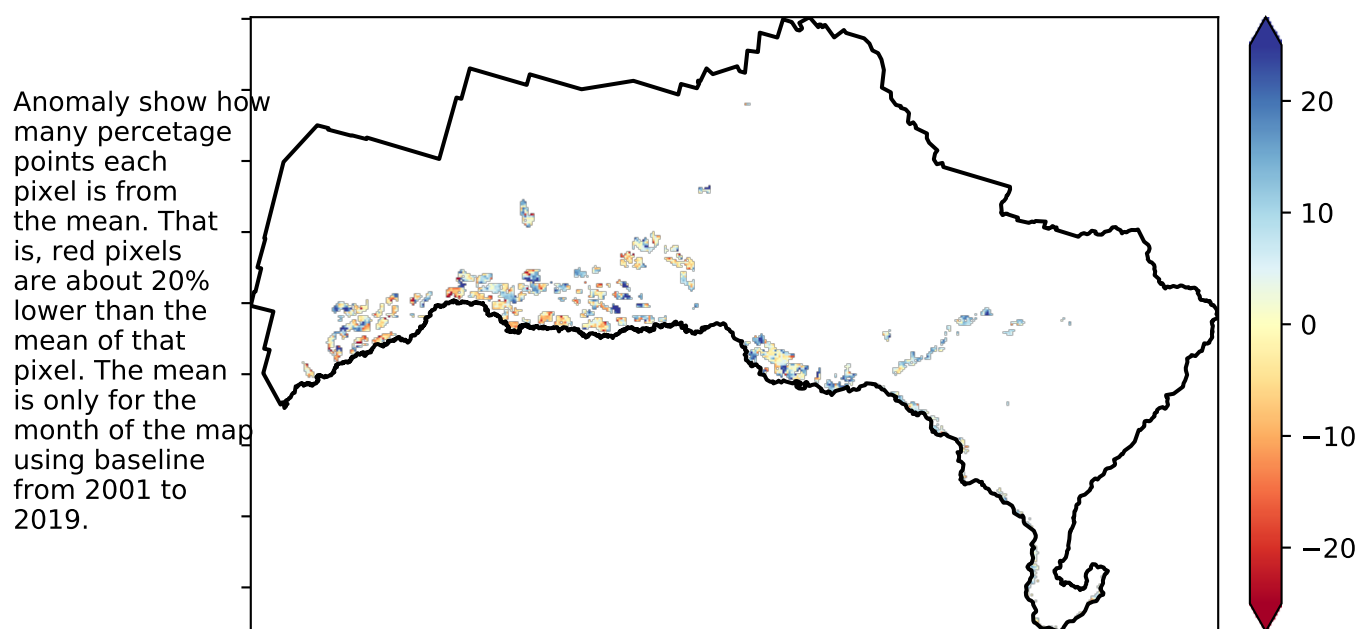 Anomaly show how
many percetage
points each
pixel is from
the mean. That
is, red pixels
are about 20%
lower than the
mean of that
pixel. The mean
is only for the
month of the map
using baseline
from 2001 to
2019.
20
10
0
−10
−20